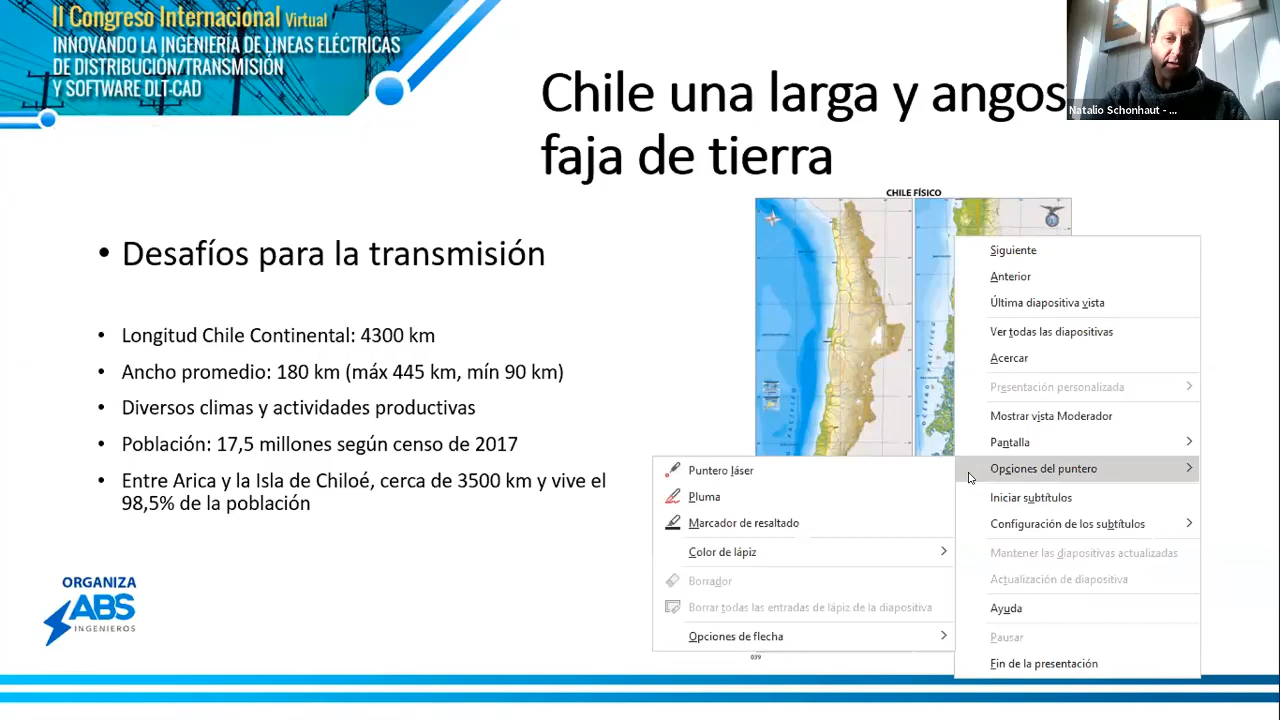 II Congreso Internacional Virtual
INNOVANDO LA INGENIERÍA DE LINEAS ELÉCTRICAS
DE DISTRIBUCIÓN/TRANSMISIÓN
Y SOFTWARE DLT-CAD
Natalio Schonhaut - ...
Chile una larga y angos
faja de tierra
CHILE FÍSICO
• Desafíos para la transmisión
• Longitud Chile Continental: 4300 km
• Ancho promedio: 180 km (máx 445 km, mín 90 km)
• Diversos climas y actividades productivas
• Población: 17,5 millones según censo de 2017
• Entre Arica y la Isla de Chiloé, cerca de 3500 km y vive el
98,5% de la población
Siguiente
Anterior
Última diapositiva vista
Ver todas las diapositivas
Acercar
Presentación personalizada
Mostrar vista Moderador
Pantalla
Opciones del puntero
Iniciar subtítulos
Configuración de los subtítulos
Mantener las diapositivas actualizadas
Actualización de diapositiva
Ayuda
Pausar
Fin de la presentación
Puntero láser
Pluma
Marcador de resaltado
Color de lápiz
Borrador
Borrar todas las entradas de lápiz de la diapositiva
Opciones de flecha
039
ORGANIZA
ABS
INGENIEROS